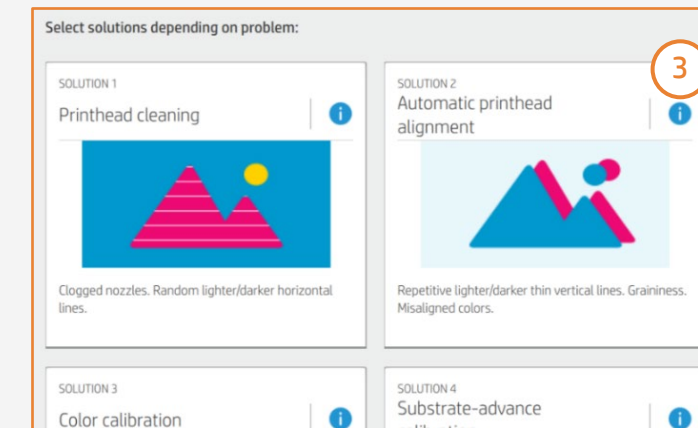 Select solutions depending on problem:
3
SOLUTION 1
Printhead cleaning
Clogged nozzles. Random lighter/darker horizontal
lines.
SOLUTION 2
Automatic printhead
alignment
Repetitive lighter/darker thin vertical lines. Graininess.
Misaligned colors.
SOLUTION 3
Color calibration
SOLUTION 4
Substrate-advance